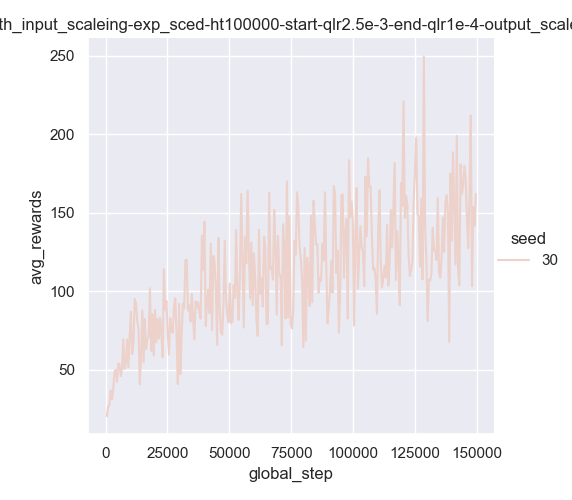 th_input_scaleing-exp_sced-ht100000-start-qlr2.5e-3-end-qlr1e-4-output_scale
250
200
150
100
50
avg_rewards
seed
30
0 25000 50000 75000 100000 125000 150000
global_step